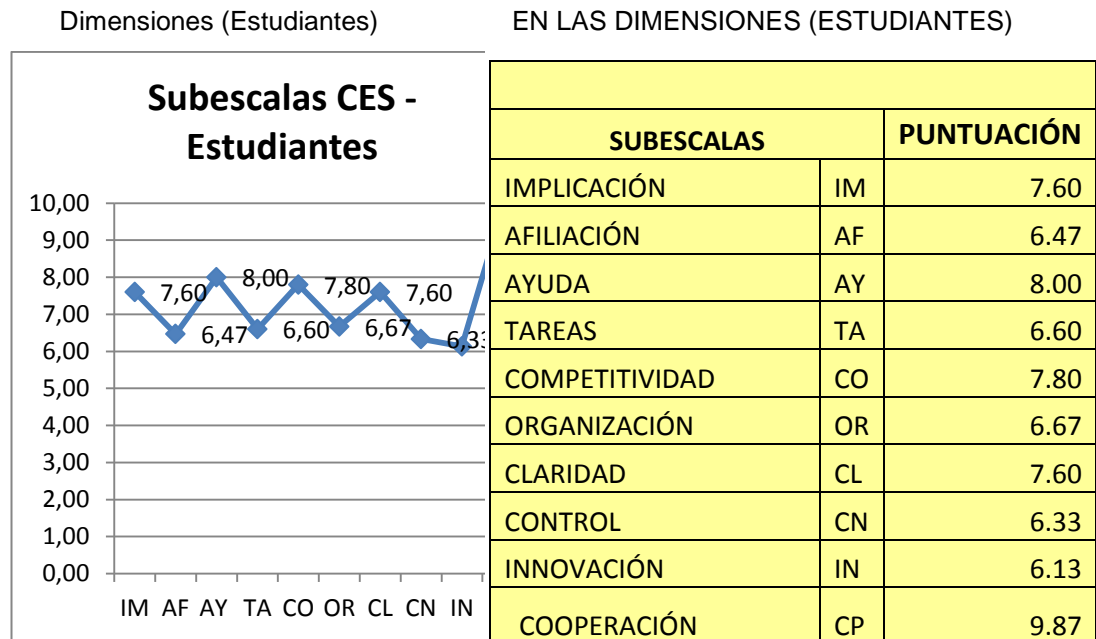 Dimensiones (Estudiantes)
EN LAS DIMENSIONES (ESTUDIANTES)
Subescalas CES -
Estudiantes
10,00
9,00
8,00
7,00
6,00
5,00
4,00
3,00
2,00
1,00
0,00
7,60
6,47
8,00
6,60
7,80
6,67
7,60
6,33
IM AF AY TA CO OR CL CN IN
SUBESCALAS PUNTUACIÓN
IMPLICACIÓN IM 7.60
AFILIACIÓN AF 6.47
AYUDA AY 8.00
TAREAS TA 6.60
COMPETITIVIDAD CO 7.80
ORGANIZACIÓN OR 6.67
CLARIDAD CL 7.60
CONTROL CN 6.33
INNOVACIÓN IN 6.13
COOPERACIÓN CP 9.87